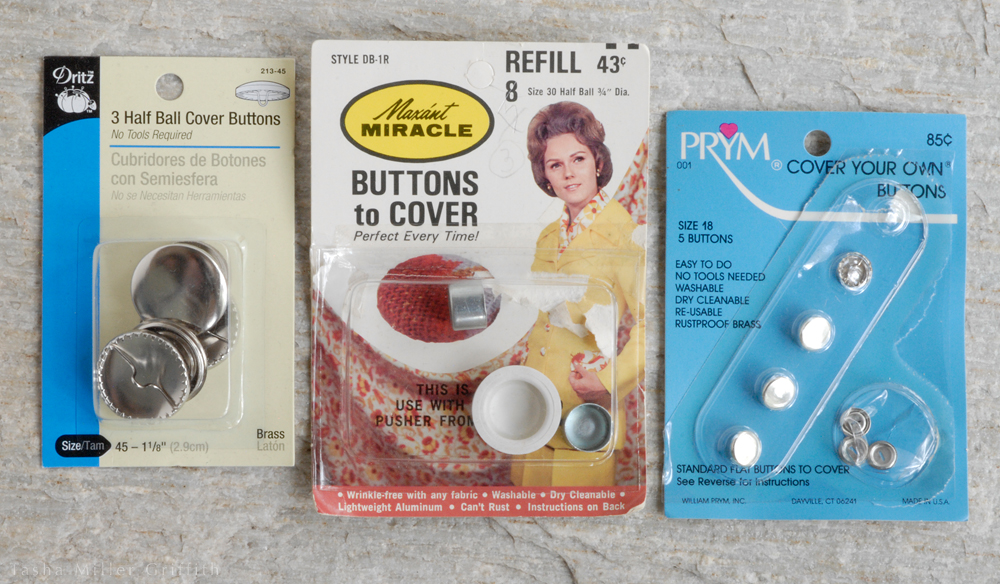 Dritz
213-45
3 Half Ball Cover Buttons
No Tools Required
Cubridores de Botones
con Semiesfera
No se Necesitan Herramientas
Size/Tam
45 – 1⅛" (2.9cm)
Brass
Latón
STYLE DB-1R
REFILL 43¢
8 Size 30 Half Ball ¾" Dia.
Maxant
MIRACLE
BUTTONS
to COVER
Perfect Every Time!
THIS IS
USE WITH
PUSHER FROM
• Wrinkle-free with any fabric • Washable • Dry Cleanable •
Lightweight Aluminum • Can't Rust • Instructions on Back
PRYM ®
85¢
001
COVER YOUR OWN®
BUTTONS
SIZE 18
5 BUTTONS
EASY TO DO
NO TOOLS NEEDED
WASHABLE
DRY CLEANABLE
RE-USABLE
RUSTPROOF BRASS
STANDARD FLAT BUTTONS TO COVER
See Reverse for Instructions
WILLIAM PRYM, INC. DAYVILLE, CT 06241 MADE IN U.S.A.
Tasha Miller Griffith